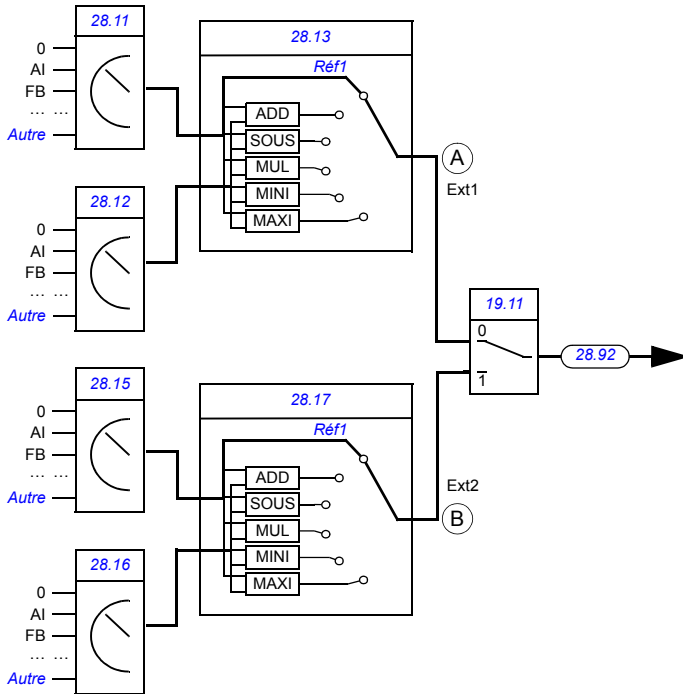 28.11
0
AI
FB
... ...
Autre
28.13
Réf1
ADD
SOUS
MUL
MINI
MAXI
A
Ext1
28.12
0
AI
FB
... ...
Autre
19.11
0
1
28.92
28.15
0
AI
FB
... ...
Autre
28.17
Réf1
ADD
SOUS
MUL
MINI
MAXI
Ext2
B
28.16
0
AI
FB
... ...
Autre